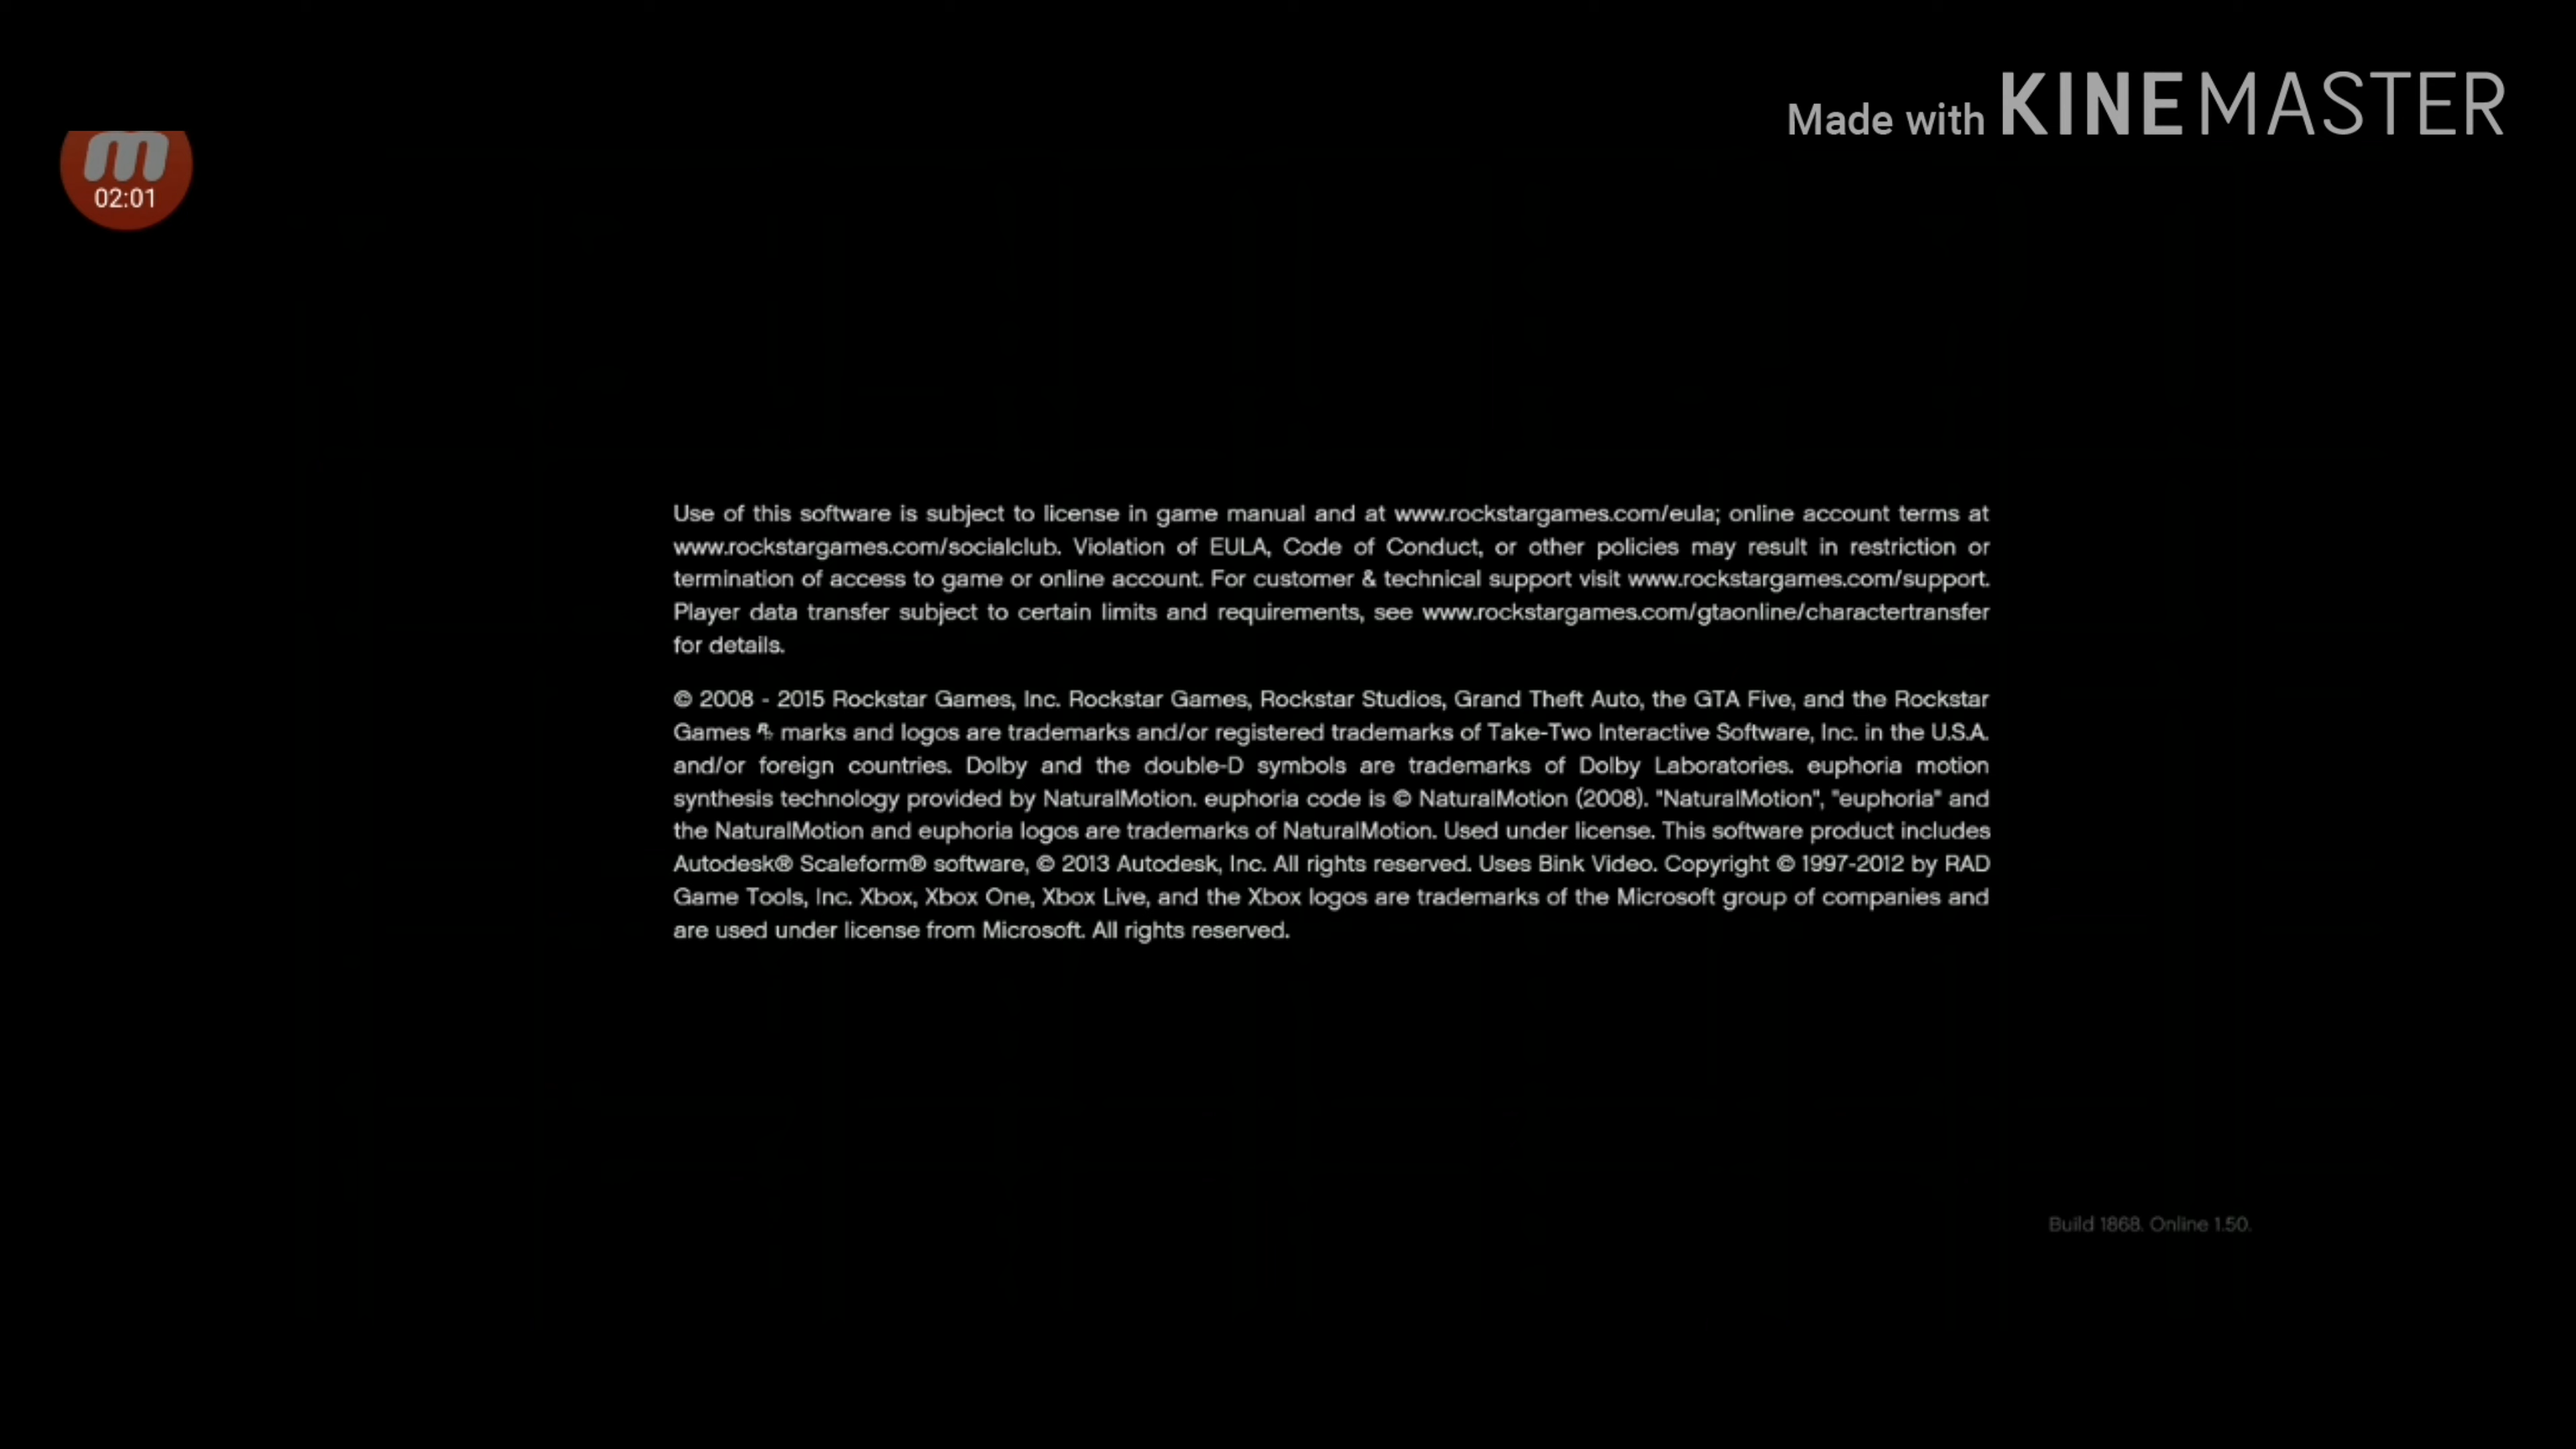 Made with KINEMASTER
m
02:01
Use of this software is subject to license in game manual and at www.rockstargames.com/eula; online account terms at
www.rockstargames.com/socialclub. Violation of EULA, Code of Conduct, or other policies may result in restriction or
termination of access to game or online account. For customer & technical support visit www.rockstargames.com/support.
Player data transfer subject to certain limits and requirements, see www.rockstargames.com/gtaonline/charactertransfer
for details.
© 2008 - 2015 Rockstar Games, Inc. Rockstar Games, Rockstar Studios, Grand Theft Auto, the GTA Five, and the Rockstar
Games R* marks and logos are trademarks and/or registered trademarks of Take-Two Interactive Software, Inc. in the U.S.A.
and/or foreign countries. Dolby and the double-D symbols are trademarks of Dolby Laboratories. euphoria motion
synthesis technology provided by NaturalMotion. euphoria code is © NaturalMotion (2008). "NaturalMotion", "euphoria" and
the NaturalMotion and euphoria logos are trademarks of NaturalMotion. Used under license. This software product includes
Autodesk® Scaleform® software, © 2013 Autodesk, Inc. All rights reserved. Uses Bink Video. Copyright © 1997-2012 by RAD
Game Tools, Inc. Xbox, Xbox One, Xbox Live, and the Xbox logos are trademarks of the Microsoft group of companies and
are used under license from Microsoft. All rights reserved.
Build 1868. Online 1.50.